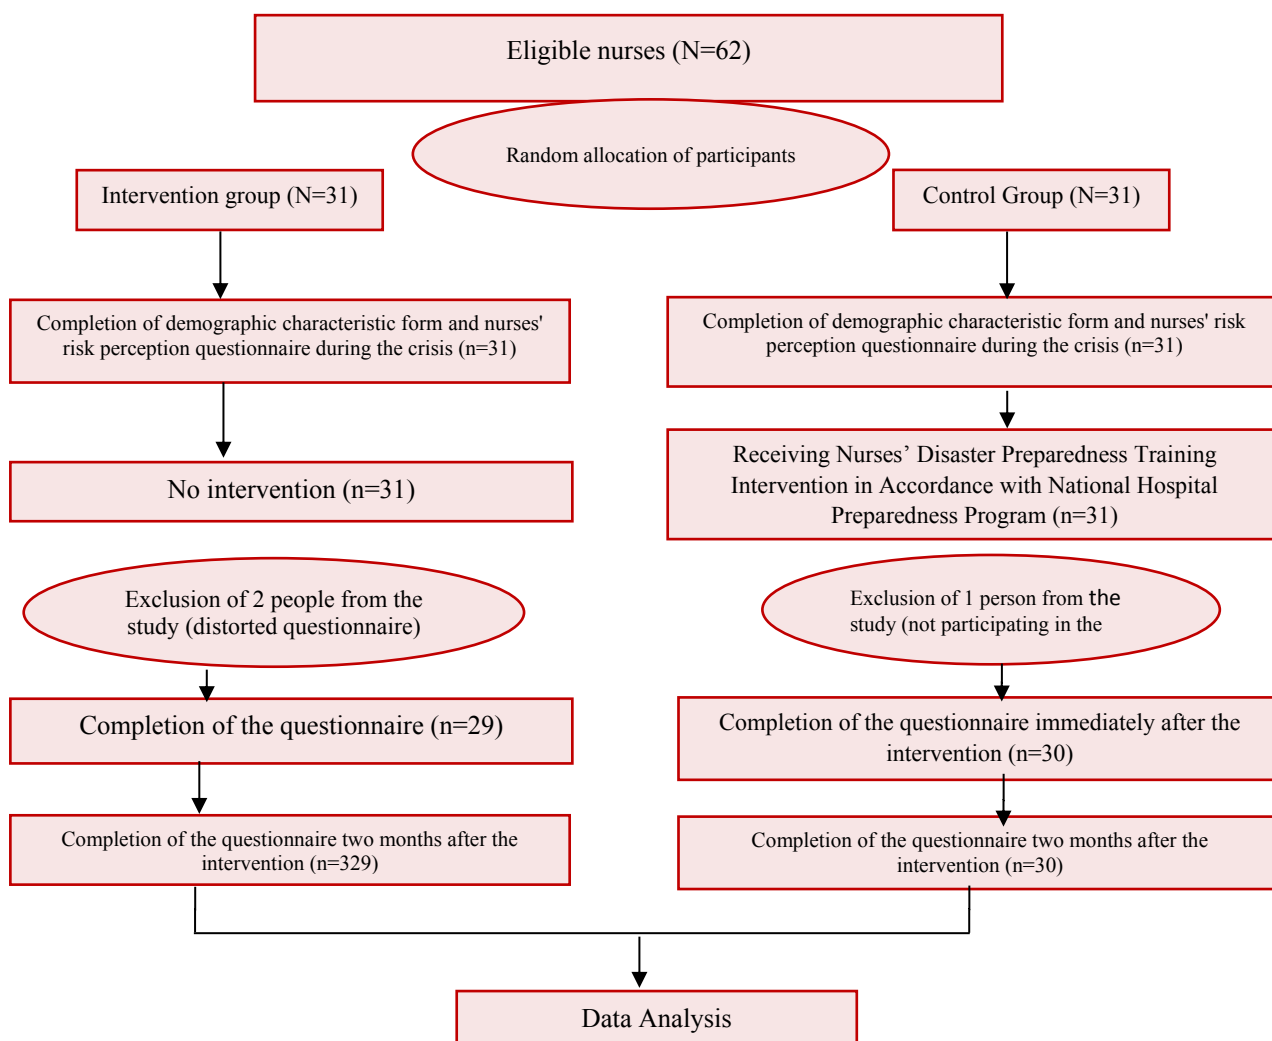 Eligible nurses (N=62)
Random allocation of participants
Intervention group (N=31)
Control Group (N=31)
Completion of demographic characteristic form and nurses'
risk perception questionnaire during the crisis (n=31)
Completion of demographic characteristic form and nurses' risk
perception questionnaire during the crisis (n=31)
No intervention (n=31)
Receiving Nurses’ Disaster Preparedness Training
Intervention in Accordance with National Hospital
Preparedness Program (n=31)
Exclusion of 2 people from the
study (distorted questionnaire)
Exclusion of 1 person from the
study (not participating in the
Completion of the questionnaire (n=29)
Completion of the questionnaire immediately after the
intervention (n=30)
Completion of the questionnaire two months after the
intervention (n=329)
Completion of the questionnaire two months after the
intervention (n=30)
Data Analysis